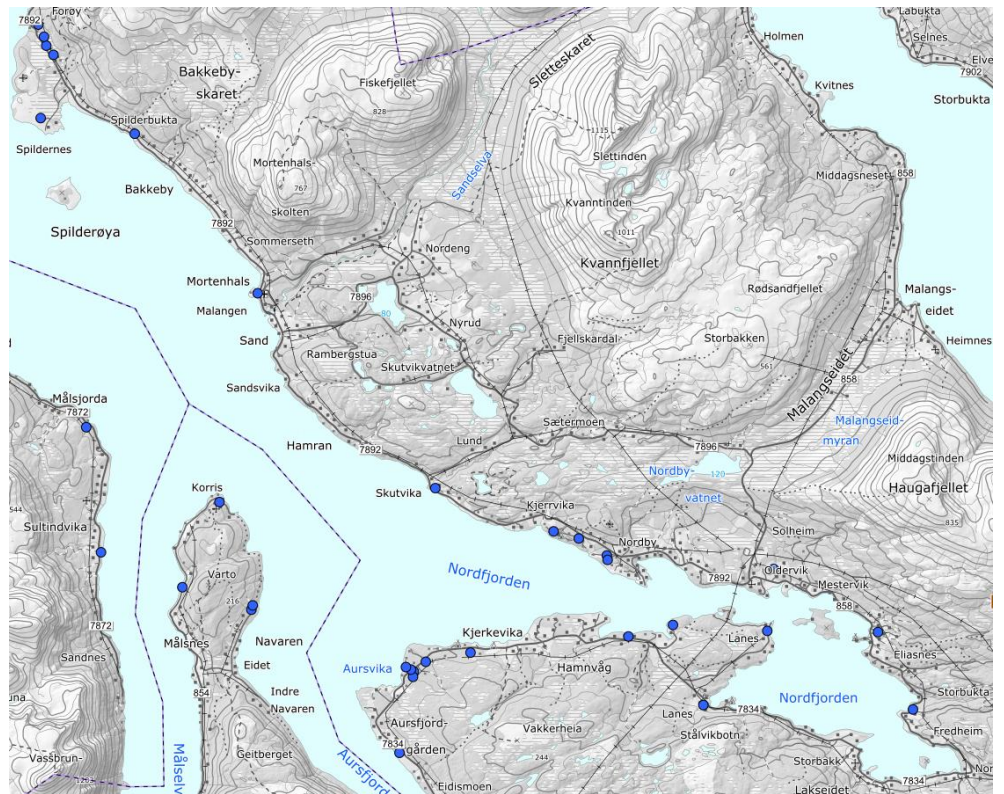 Forøy
7892
Bakkeby-
skaret
Fiskefjellet
828
Sletteskaret
Holmen
Labukta
Selnes
7902
Kvitnes
Storbukta
Spilderbukta
Spildernes
1115
Slettinden
Mortenhals-
767
skolten
Sandselva
Bakkeby
Middagsneset
858
Kvanntinden
1011
7892
Spilderøya
Sommerseth
Nordeng
Kvannfjellet
Mortenhals
Malangen
7896
80
Rødsandfjellet
Malangs-
eidet
Nyrud
Sand
Rambergstua
Skutvikvatnet
Fjellskardal
Storbakken
Heimnes
561
858
Malangseidet
Sandsvika
Målsjorda
7872
Sætermoen
Malangseid-
myran
Hamran
Lund
7892
7896
Middagstinden
Nordby-
vatnet
120
Haugafjellet
Skutvika
Korris
544
Sultindvika
Kjerrvika
835
Solheim
Nordby
Nordfjorden
7892
Oldervik
Mestervik
Värto
216
858
7872
Målsnes
Navaren
Kjerkevika
Lanes
Eliasnes
Sandnes
Eidet
Aursvika
Hamnvåg
Nordfjorden
Storbukta
854
Indre
Navaren
Lanes
7834
Aursfjord-
gården
Vakkerheia
Stålvikbotn
Fredheim
7834
244
Vassbrun-
Geitberget
Storbakk
Målselv
Aursfjord
Eidismoen
7834
Lakseidet